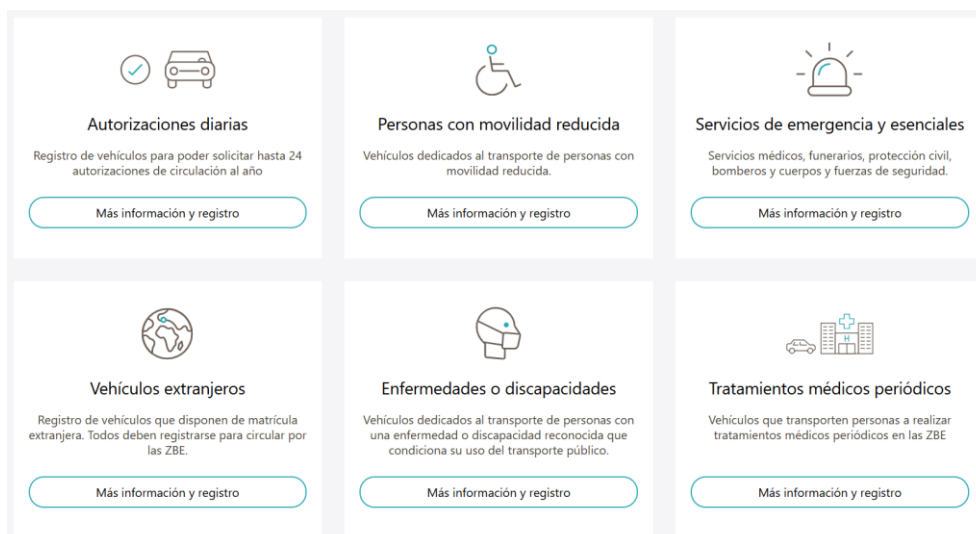 Autorizaciones diarias
Registro de vehículos para poder solicitar hasta 24
autorizaciones de circulación al año
Más información y registro
Personas con movilidad reducida
Vehículos dedicados al transporte de personas con
movilidad reducida.
Más información y registro
Servicios de emergencia y esenciales
Servicios médicos, funerarios, protección civil,
bomberos y cuerpos y fuerzas de seguridad.
Más información y registro
Vehículos extranjeros
Registro de vehículos que disponen de matrícula
extranjera. Todos deben registrarse para circular por
las ZBE.
Más información y registro
Enfermedades o discapacidades
Vehículos dedicados al transporte de personas con
una enfermedad o discapacidad reconocida que
condiciona su uso del transporte público.
Más información y registro
H
Tratamientos médicos periódicos
Vehículos que transporten personas a realizar
tratamientos médicos periódicos en las ZBE
Más información y registro